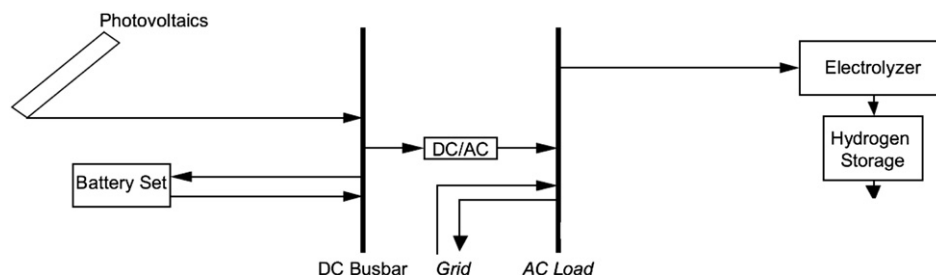 Photovoltaics
Electrolyzer
DC/AC
Hydrogen
Storage
Battery Set
DC Busbar
Grid
AC Load